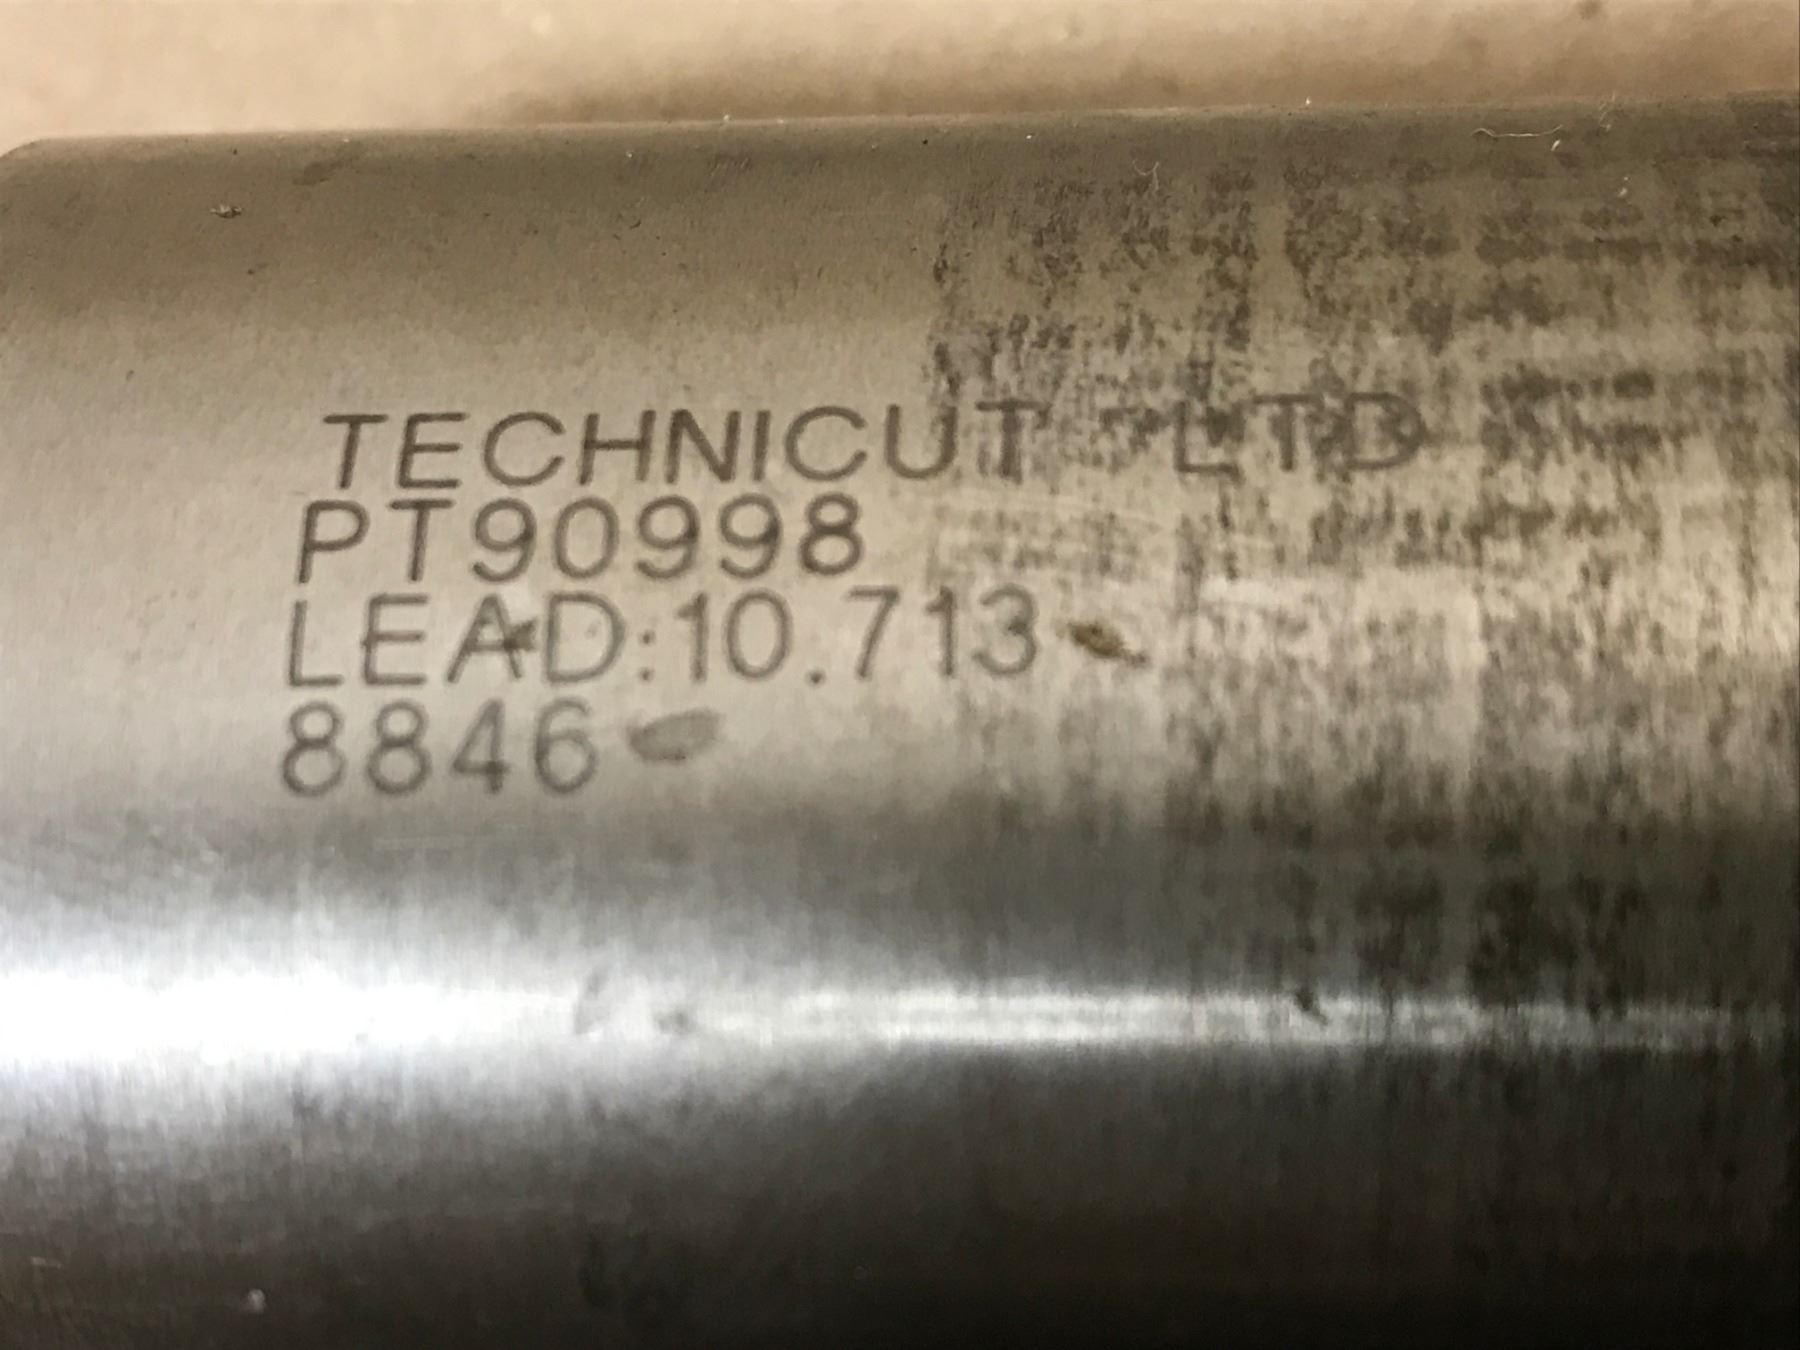 TECHNICUT LTD
PT90998
LEAD:10.713
8846